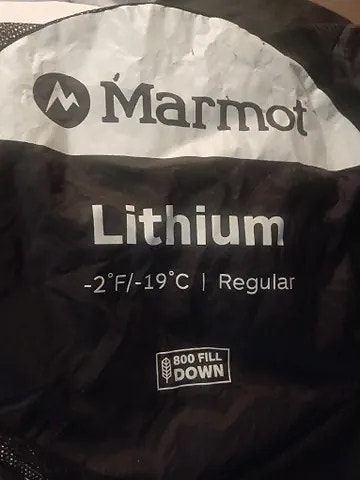 Marmot
Lithium
-2°F/-19°C | Regular
800 FILL
DOWN